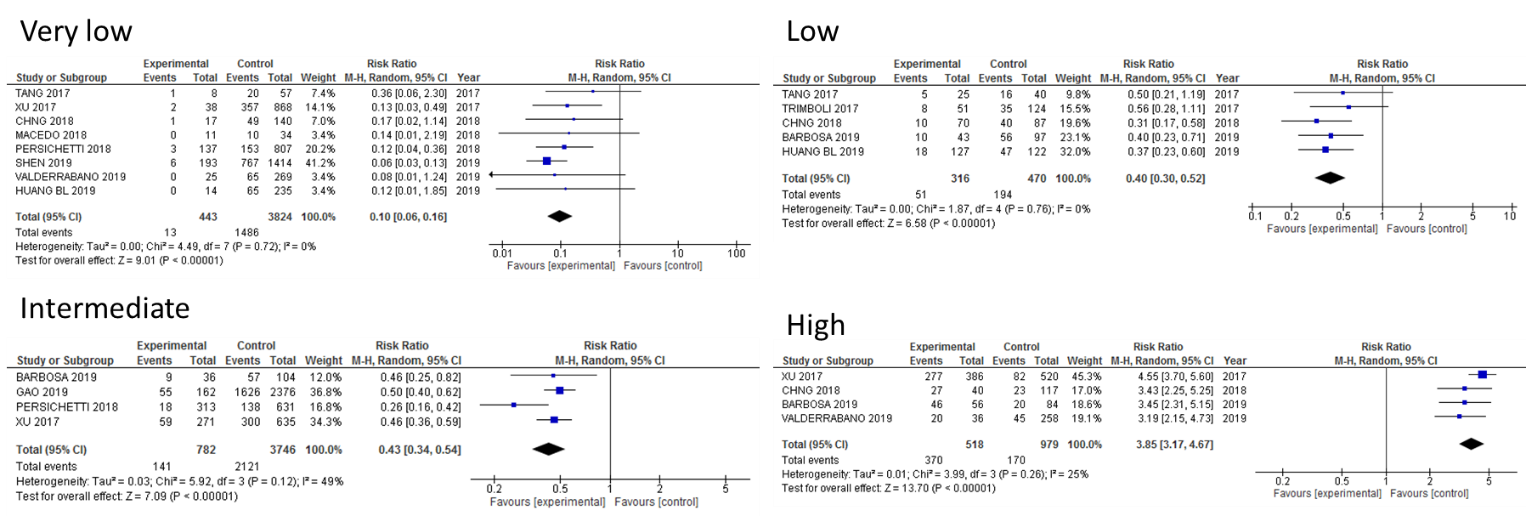 Very low
Experimental Control Risk Ratio Risk Ratio
Study or Subgroup Events Total Events Total Weight M-H, Random, 95% CI Year M-H, Random, 95% CI
TANG 2017 1 8 20 57 7.4% 0.36 [0.06, 2.30] 2017
XU 2017 2 38 357 868 14.1% 0.13 [0.03, 0.49] 2017
CHNG 2018 1 17 49 140 7.0% 0.17 [0.02, 1.14] 2018
MACEDO 2018 0 11 10 34 3.4% 0.14 [0.01, 2.19] 2018
PERSICHETTI 2018 3 137 153 807 20.2% 0.12 [0.04, 0.36] 2018
SHEN 2019 6 193 767 1414 41.2% 0.06 [0.03, 0.13] 2019
VALDERRABANO 2019 0 25 65 269 3.4% 0.08 [0.01, 1.24] 2019
HUANG BL 2019 0 14 65 235 3.4% 0.12 [0.01, 1.85] 2019
Total (95% CI) 443 3824 100.0% 0.10 [0.06, 0.16]
Total events 13 1486
Heterogeneity: Tau² = 0.00; Chi² = 4.49, df = 7 (P = 0.72); I² = 0%
Test for overall effect: Z = 9.01 (P < 0.00001)
0.01 0.1 1 10 100
Favours [experimental] Favours [control]
Low
Experimental Control Risk Ratio Risk Ratio
Study or Subgroup Events Total Events Total Weight M-H, Random, 95% CI Year M-H, Random, 95% CI
TANG 2017 5 25 16 40 9.8% 0.50 [0.21, 1.19] 2017
TRIMBOLI 2017 8 51 35 124 15.5% 0.56 [0.28, 1.11] 2017
CHNG 2018 10 70 40 87 19.6% 0.31 [0.17, 0.58] 2018
BARBOSA 2019 10 43 56 97 23.1% 0.40 [0.23, 0.71] 2019
HUANG BL 2019 18 127 47 122 32.0% 0.37 [0.23, 0.60] 2019
Total (95% CI) 316 470 100.0% 0.40 [0.30, 0.52]
Total events 51 194
Heterogeneity: Tau² = 0.00; Chi² = 1.87, df = 4 (P = 0.76); I² = 0%
Test for overall effect: Z = 6.58 (P < 0.00001)
0.1 0.2 0.5 1 2 5 10
Favours [experimental] Favours [control]
Intermediate
Experimental Control Risk Ratio Risk Ratio
Study or Subgroup Events Total Events Total Weight M-H, Random, 95% CI M-H, Random, 95% CI
BARBOSA 2019 9 36 57 104 12.0% 0.46 [0.25, 0.82]
GAO 2019 55 162 1626 2376 36.8% 0.50 [0.40, 0.62]
PERSICHETTI 2018 18 313 138 631 16.8% 0.26 [0.16, 0.42]
XU 2017 59 271 300 635 34.3% 0.46 [0.36, 0.59]
Total (95% CI) 782 3746 100.0% 0.43 [0.34, 0.54]
Total events 141 2121
Heterogeneity: Tau² = 0.03; Chi² = 5.92, df = 3 (P = 0.12); I² = 49%
Test for overall effect: Z = 7.09 (P < 0.00001)
0.2 0.5 1 2 5
Favours [experimental] Favours [control]
High
Experimental Control Risk Ratio Risk Ratio
Study or Subgroup Events Total Events Total Weight M-H, Random, 95% CI Year M-H, Random, 95% CI
XU 2017 277 386 82 520 45.3% 4.55 [3.70, 5.60] 2017
CHNG 2018 27 40 23 117 17.0% 3.43 [2.25, 5.25] 2018
BARBOSA 2019 46 56 20 84 18.6% 3.45 [2.31, 5.15] 2019
VALDERRABANO 2019 20 36 45 258 19.1% 3.19 [2.15, 4.73] 2019
Total (95% CI) 518 979 100.0% 3.85 [3.17, 4.67]
Total events 370 170
Heterogeneity: Tau² = 0.01; Chi² = 3.99, df = 3 (P = 0.26); I² = 25%
Test for overall effect: Z = 13.70 (P < 0.00001)
0.2 0.5 1 2 5
Favours [experimental] Favours [control]